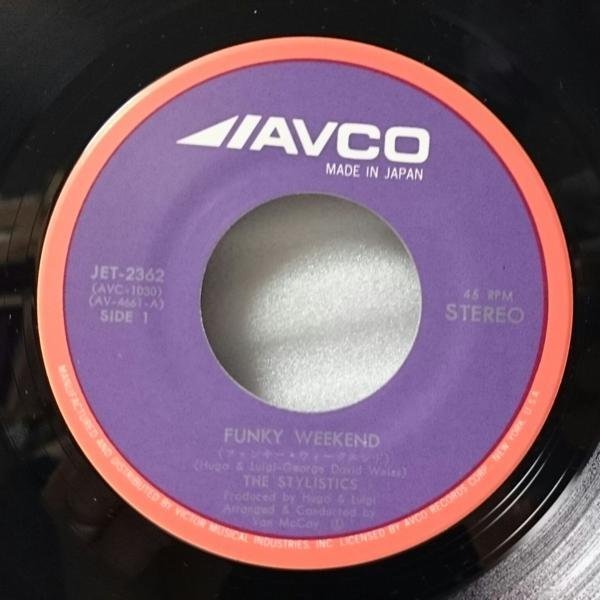 AVCO
MADE IN JAPAN
JET-2362
(AVC-1030)
(AV-4661-A)
SIDE 1
45 RPM
STEREO
FUNKY WEEKEND
(ファンキー・ウィークエンド)
(Hugo & Luigi-George David Weiss)
THE STYLISTICS
Produced by Hugo & Luigi
Arranged & Conducted by
Van McCoy Ⓙ
MANUFACTURED AND DISTRIBUTED BY VICTOR MUSICAL INDUSTRIES, INC. LICENSED BY AVCO RECORDS CORP. NEW YORK, U.S.A.